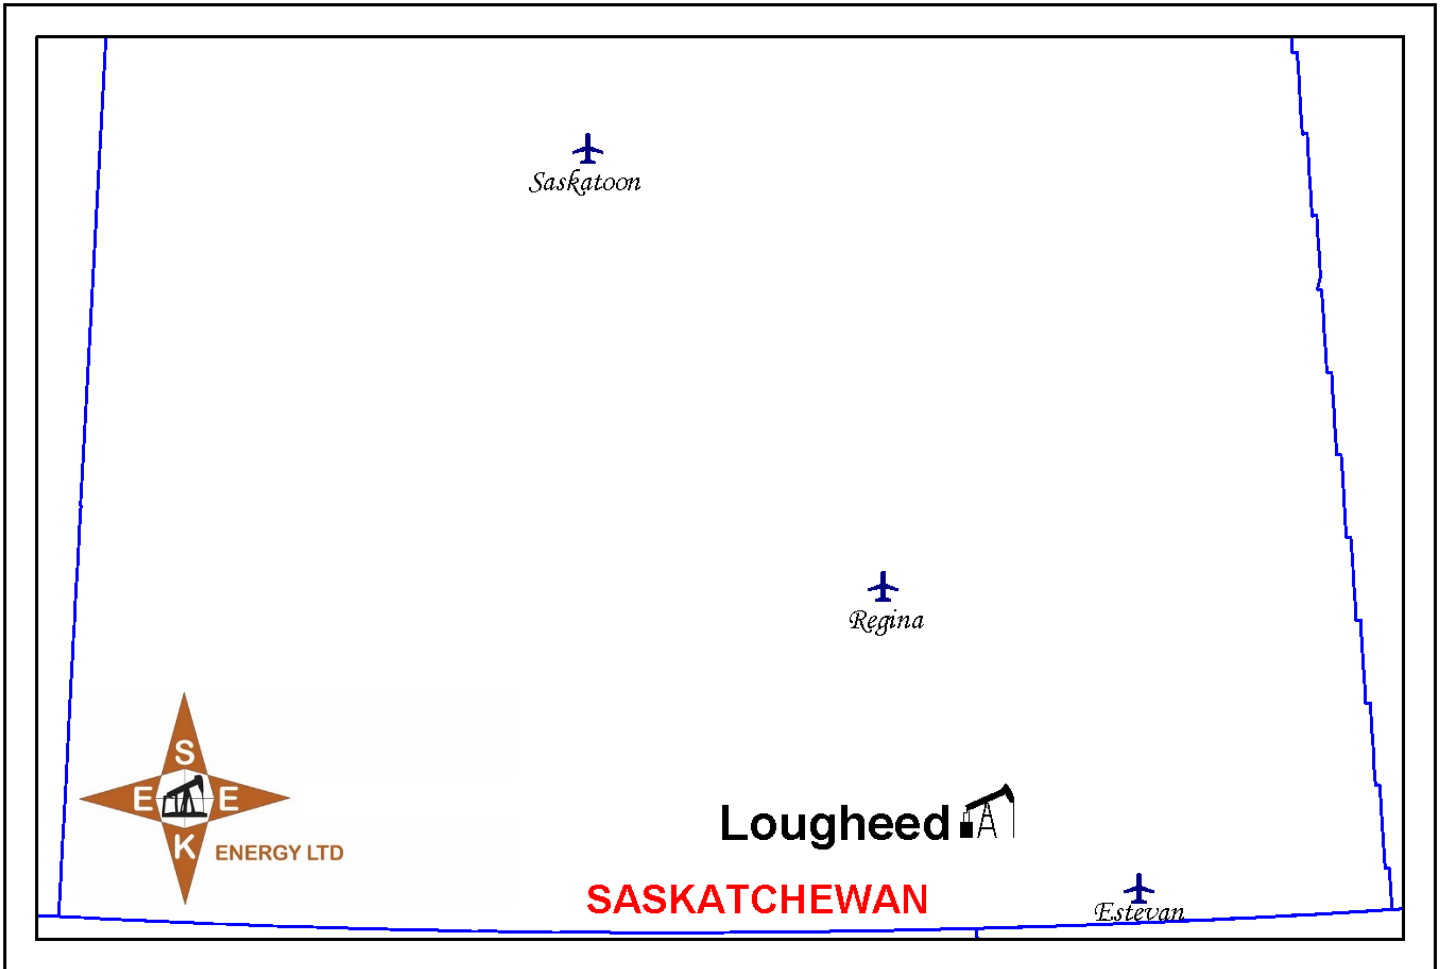 Saskatoon
Regina
S
E E
K
ENERGY LTD
Lougheed
SASKATCHEWAN
Estevan